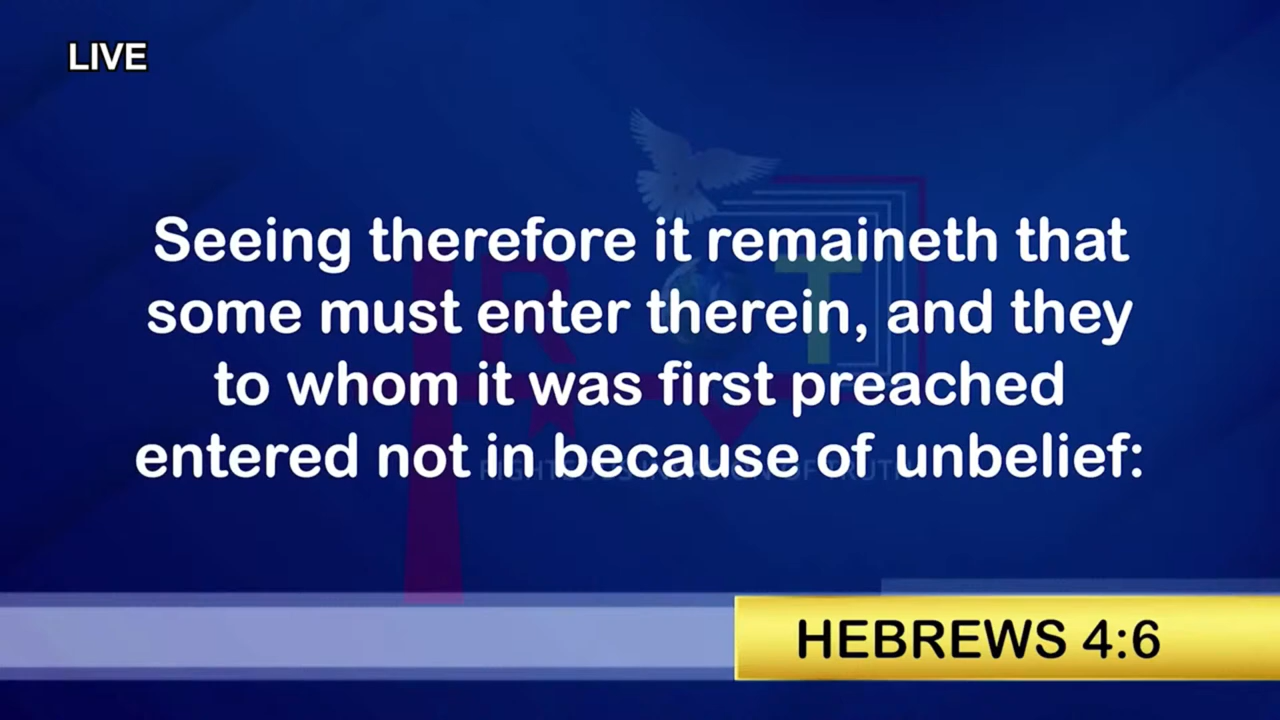 LIVE
Seeing therefore it remaineth that
some must enter therein, and they
to whom it was first preached
entered not in because of unbelief:
HEBREWS 4:6